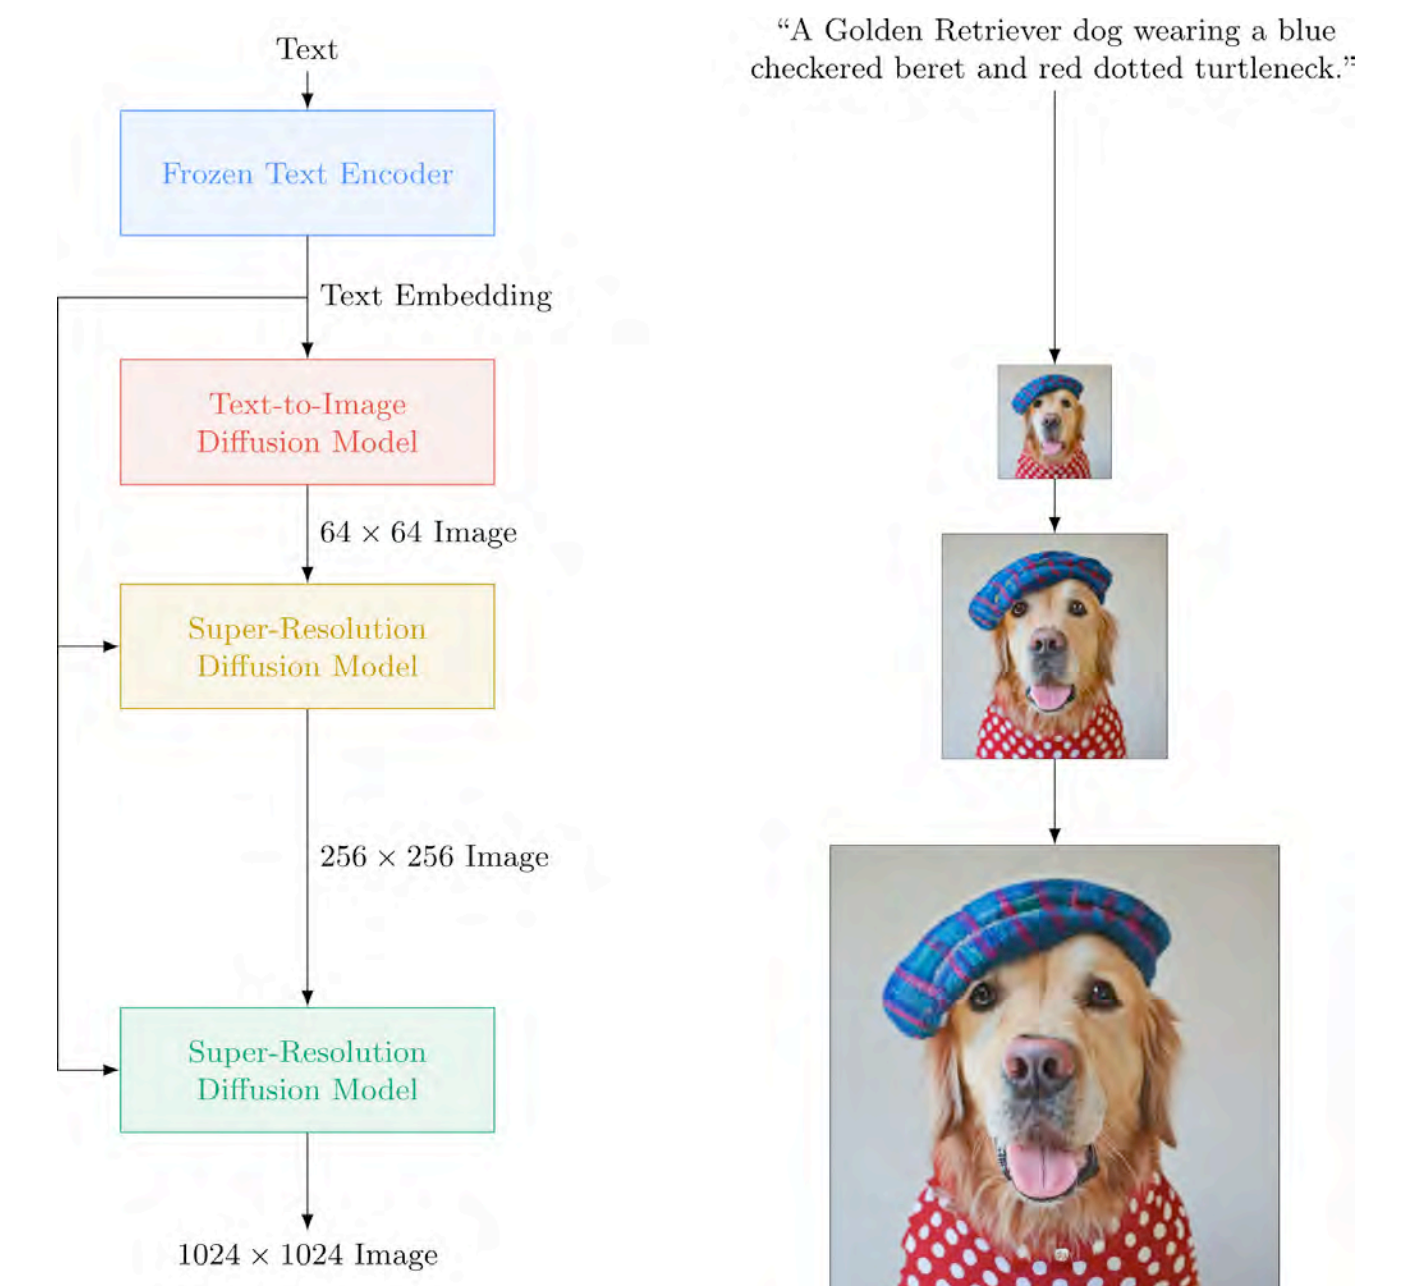 Text
Frozen Text Encoder
Text Embedding
Text-to-Image
Diffusion Model
64 × 64 Image
Super-Resolution
Diffusion Model
256 × 256 Image
Super-Resolution
Diffusion Model
1024 × 1024 Image
“A Golden Retriever dog wearing a blue
checkered beret and red dotted turtleneck.”